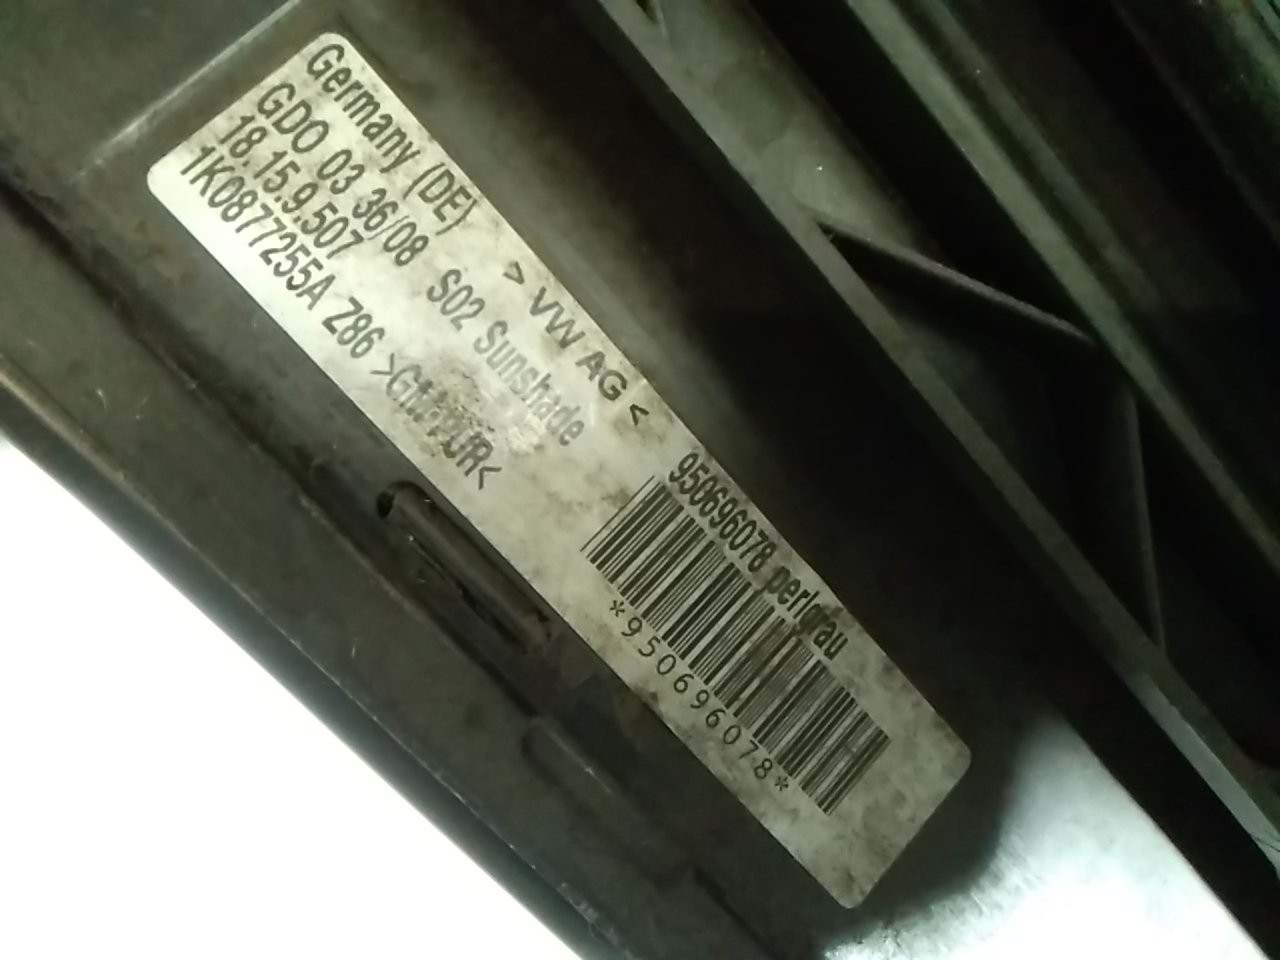 Germany (DE) > VW AG <
GDO 03 36/08 S02 Sunshade
18.15.9.507
1K0877255A Z86
950696078 perlgrau
*950696078*